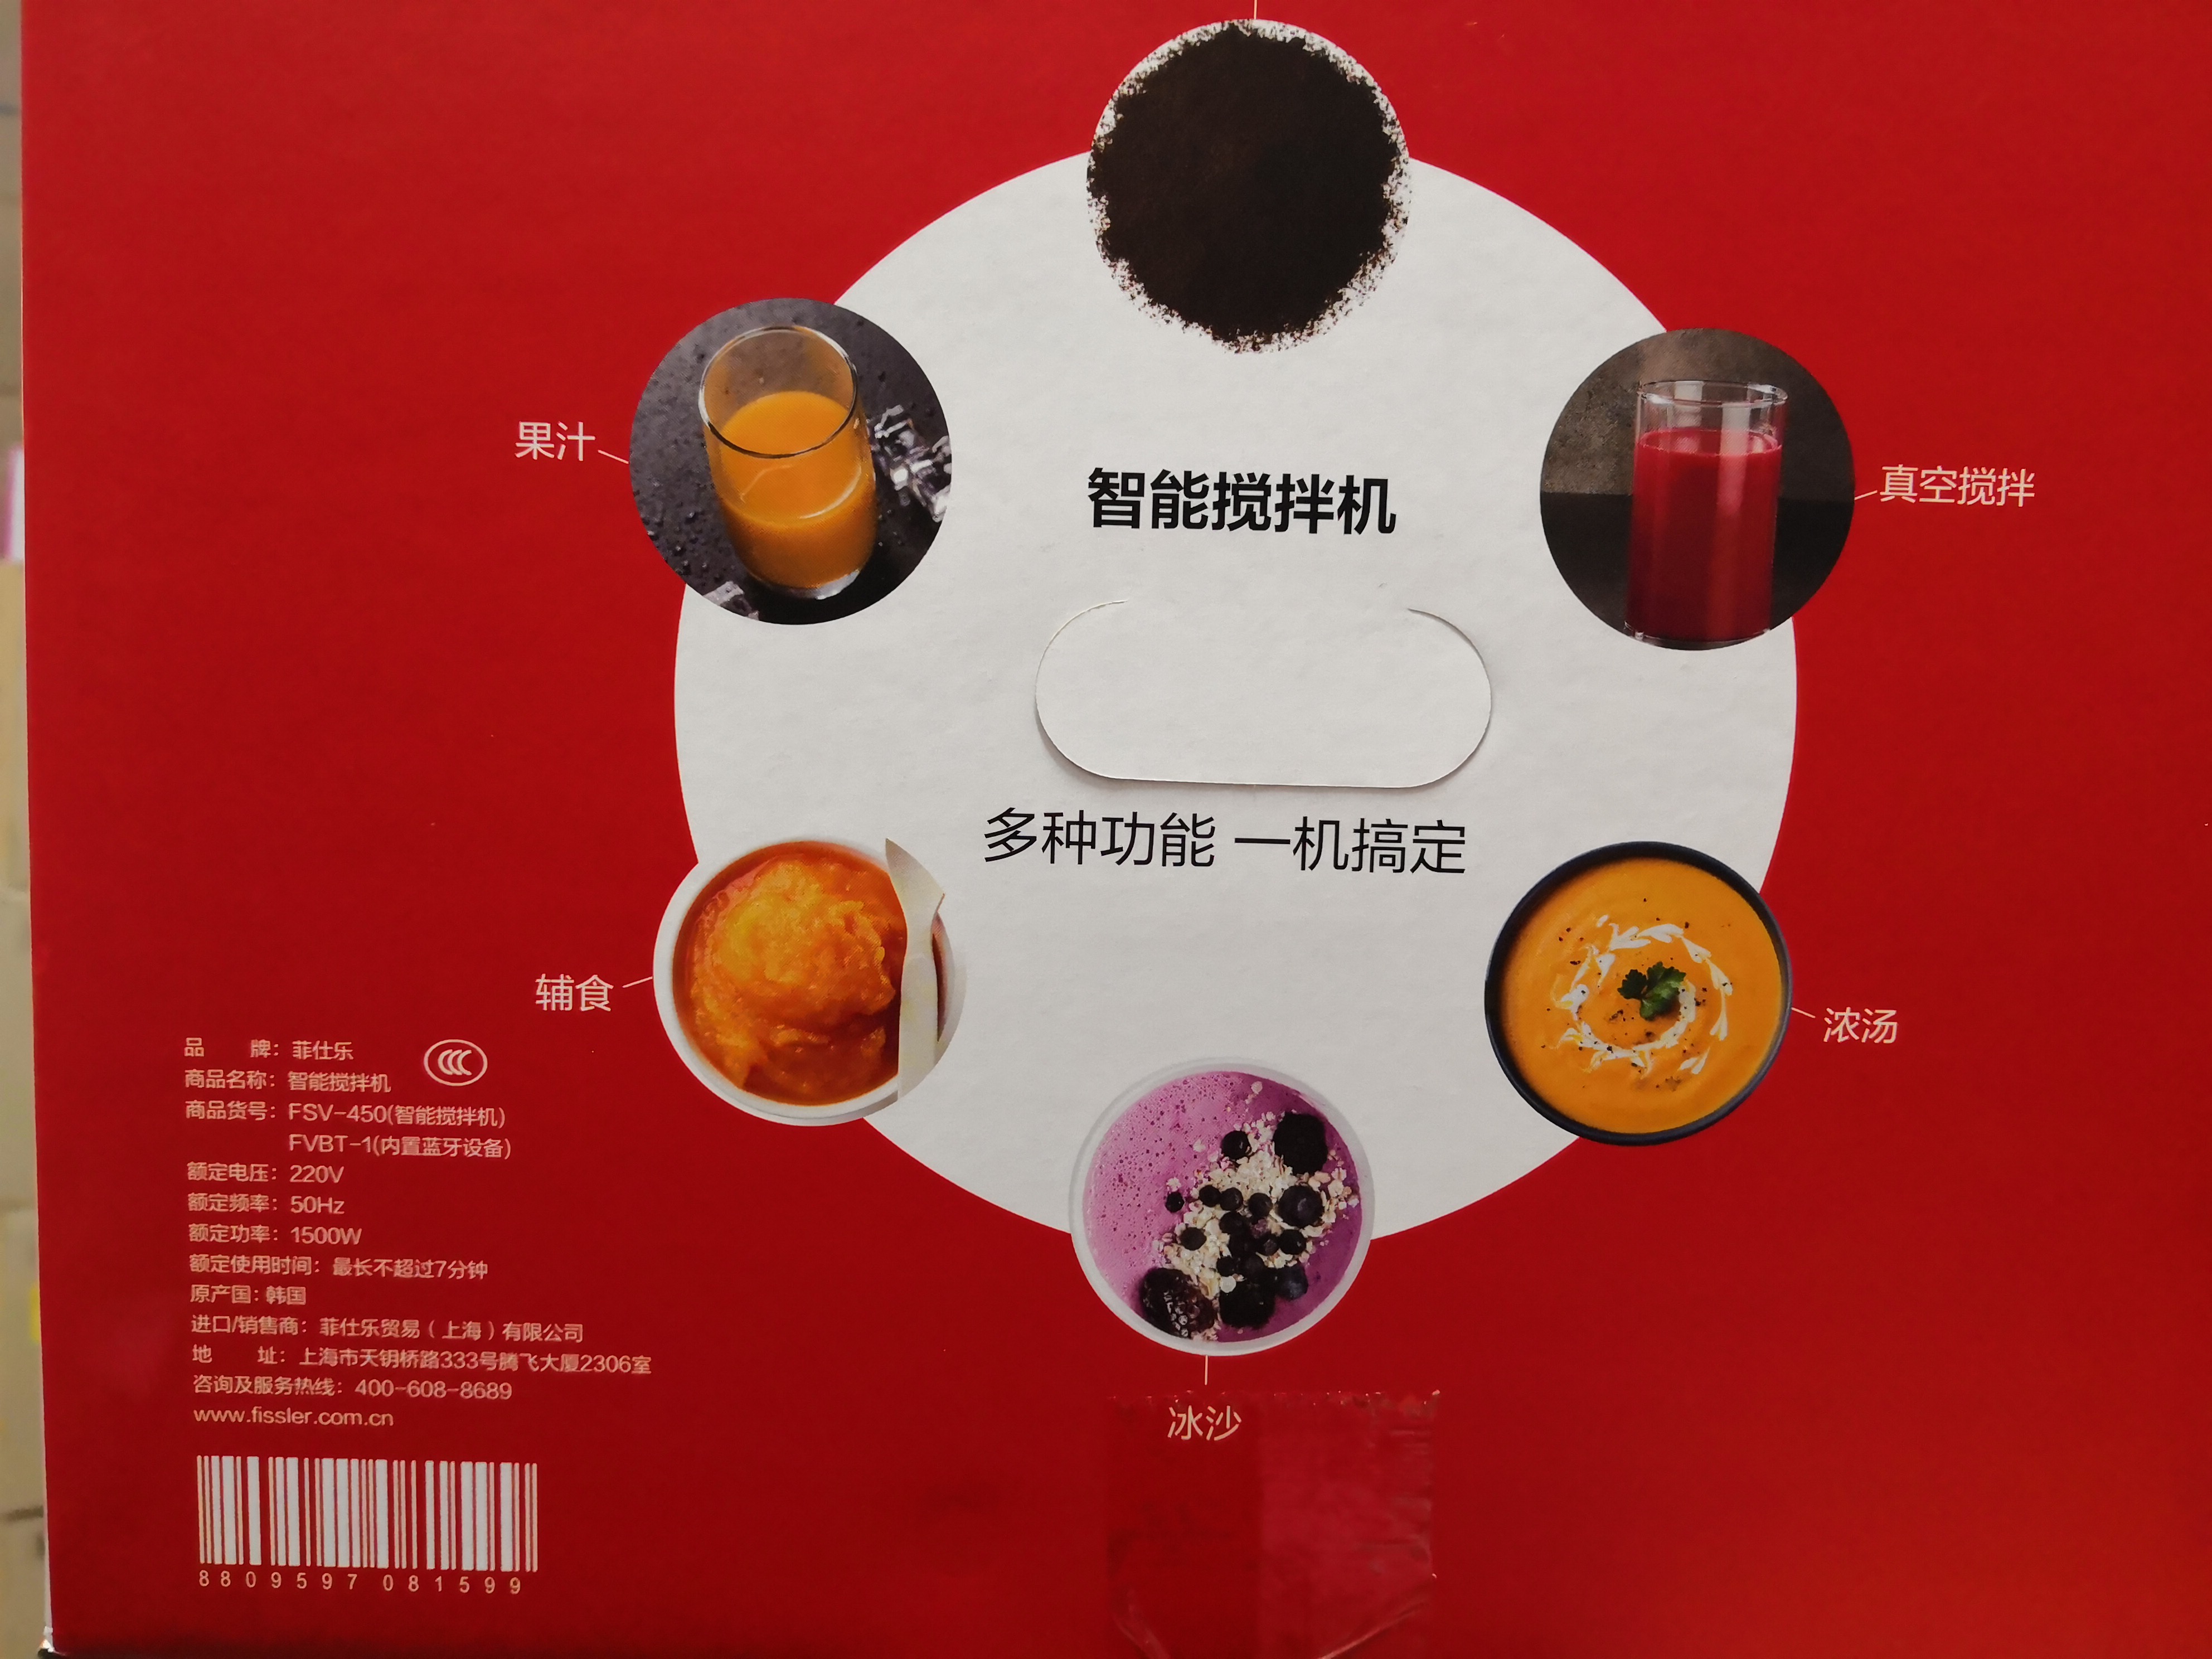 果汁
智能搅拌机
真空搅拌
多种功能 一机搞定
辅食
浓汤
冰沙
品 牌：菲仕乐
商品名称：智能搅拌机
商品货号：FSV-450(智能搅拌机)
FVBT-1(内置蓝牙设备)
额定电压：220V
额定频率：50Hz
额定功率：1500W
额定使用时间：最长不超过7分钟
原产国：韩国
进口/销售商：菲仕乐贸易（上海）有限公司
地 址：上海市天钥桥路333号腾飞大厦2306室
咨询及服务热线：400-608-8689
www.fissler.com.cn
8809597081599